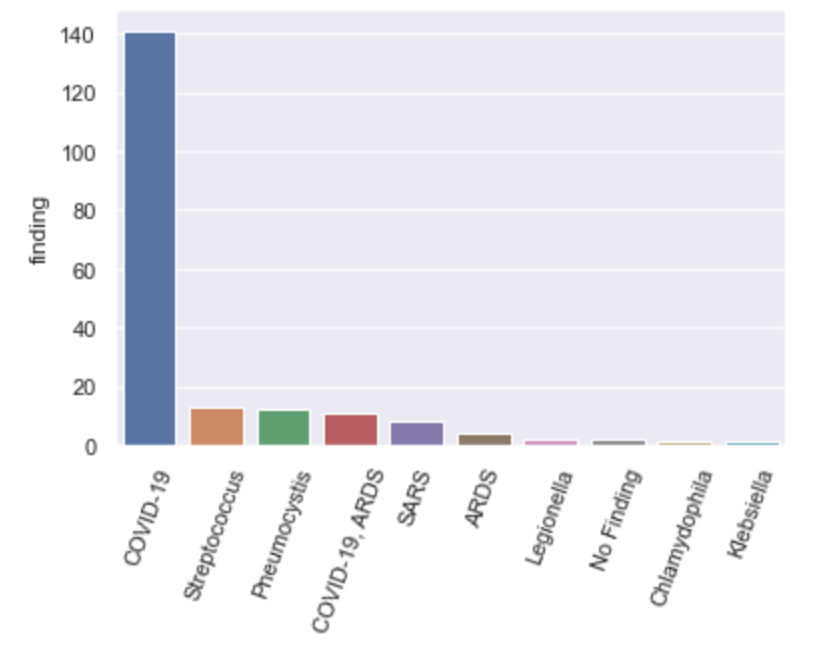 140
120
100
80
60
40
20
0
finding
COVID-19
Streptococcus
Pneumocystis
COVID-19, ARDS
SARS
ARDS
Legionella
No Finding
Chlamydophila
Klebsiella